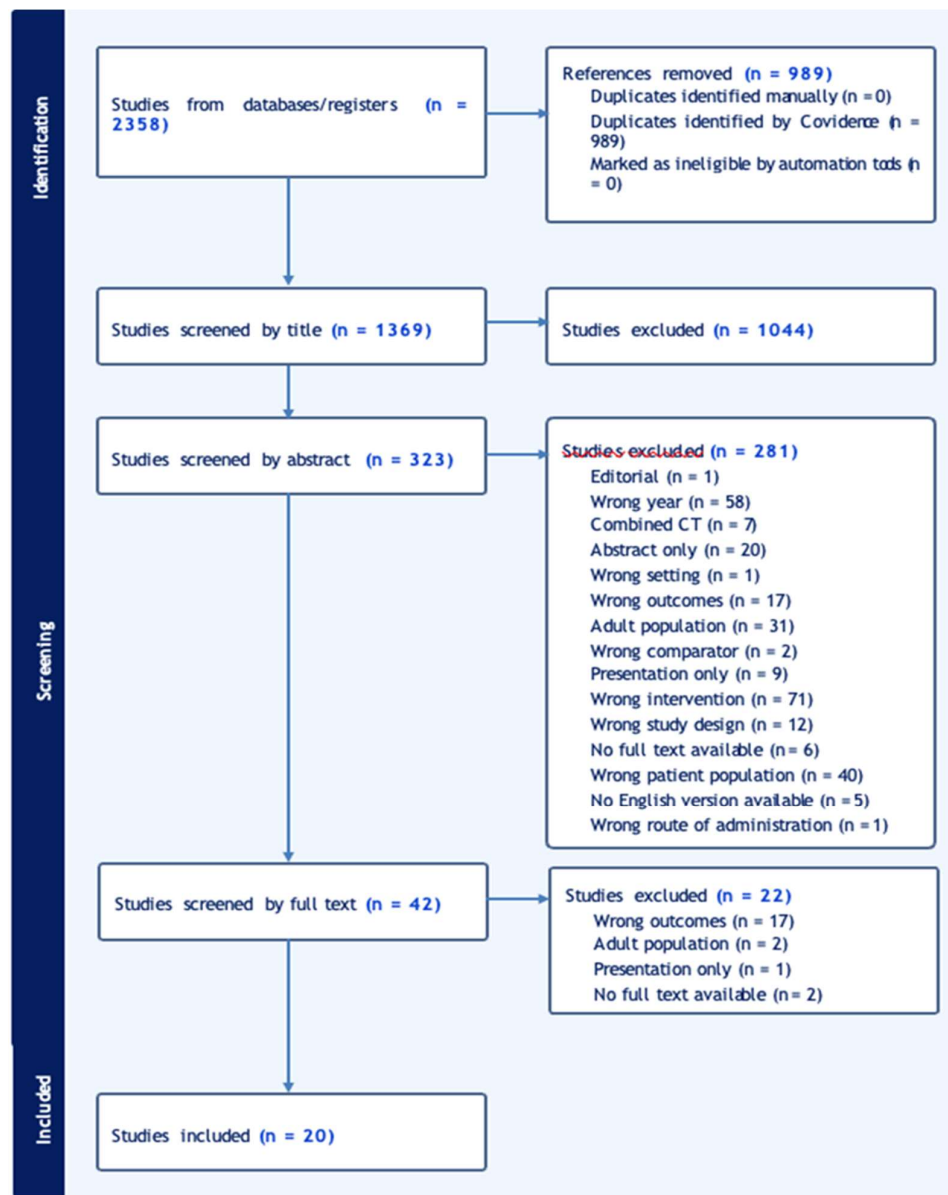 Identification
Studies from databases/registers (n =
2358)
References removed (n = 989)
Duplicates identified manually (n = 0)
Duplicates identified by Covidence (n =
989)
Marked as ineligible by automation tools (n
= 0)
Screening
Studies screened by title (n = 1369)
Studies excluded (n = 1044)
Studies screened by abstract (n = 323)
Studies excluded (n = 281)
Editorial (n = 1)
Wrong year (n = 58)
Combined CT (n = 7)
Abstract only (n = 20)
Wrong setting (n = 1)
Wrong outcomes (n = 17)
Adult population (n = 31)
Wrong comparator (n = 2)
Presentation only (n = 9)
Wrong intervention (n = 71)
Wrong study design (n = 12)
No full text available (n = 6)
Wrong patient population (n = 40)
No English version available (n = 5)
Wrong route of administration (n = 1)
Studies screened by full text (n = 42)
Studies excluded (n = 22)
Wrong outcomes (n = 17)
Adult population (n = 2)
Presentation only (n = 1)
No full text available (n = 2)
Included
Studies included (n = 20)